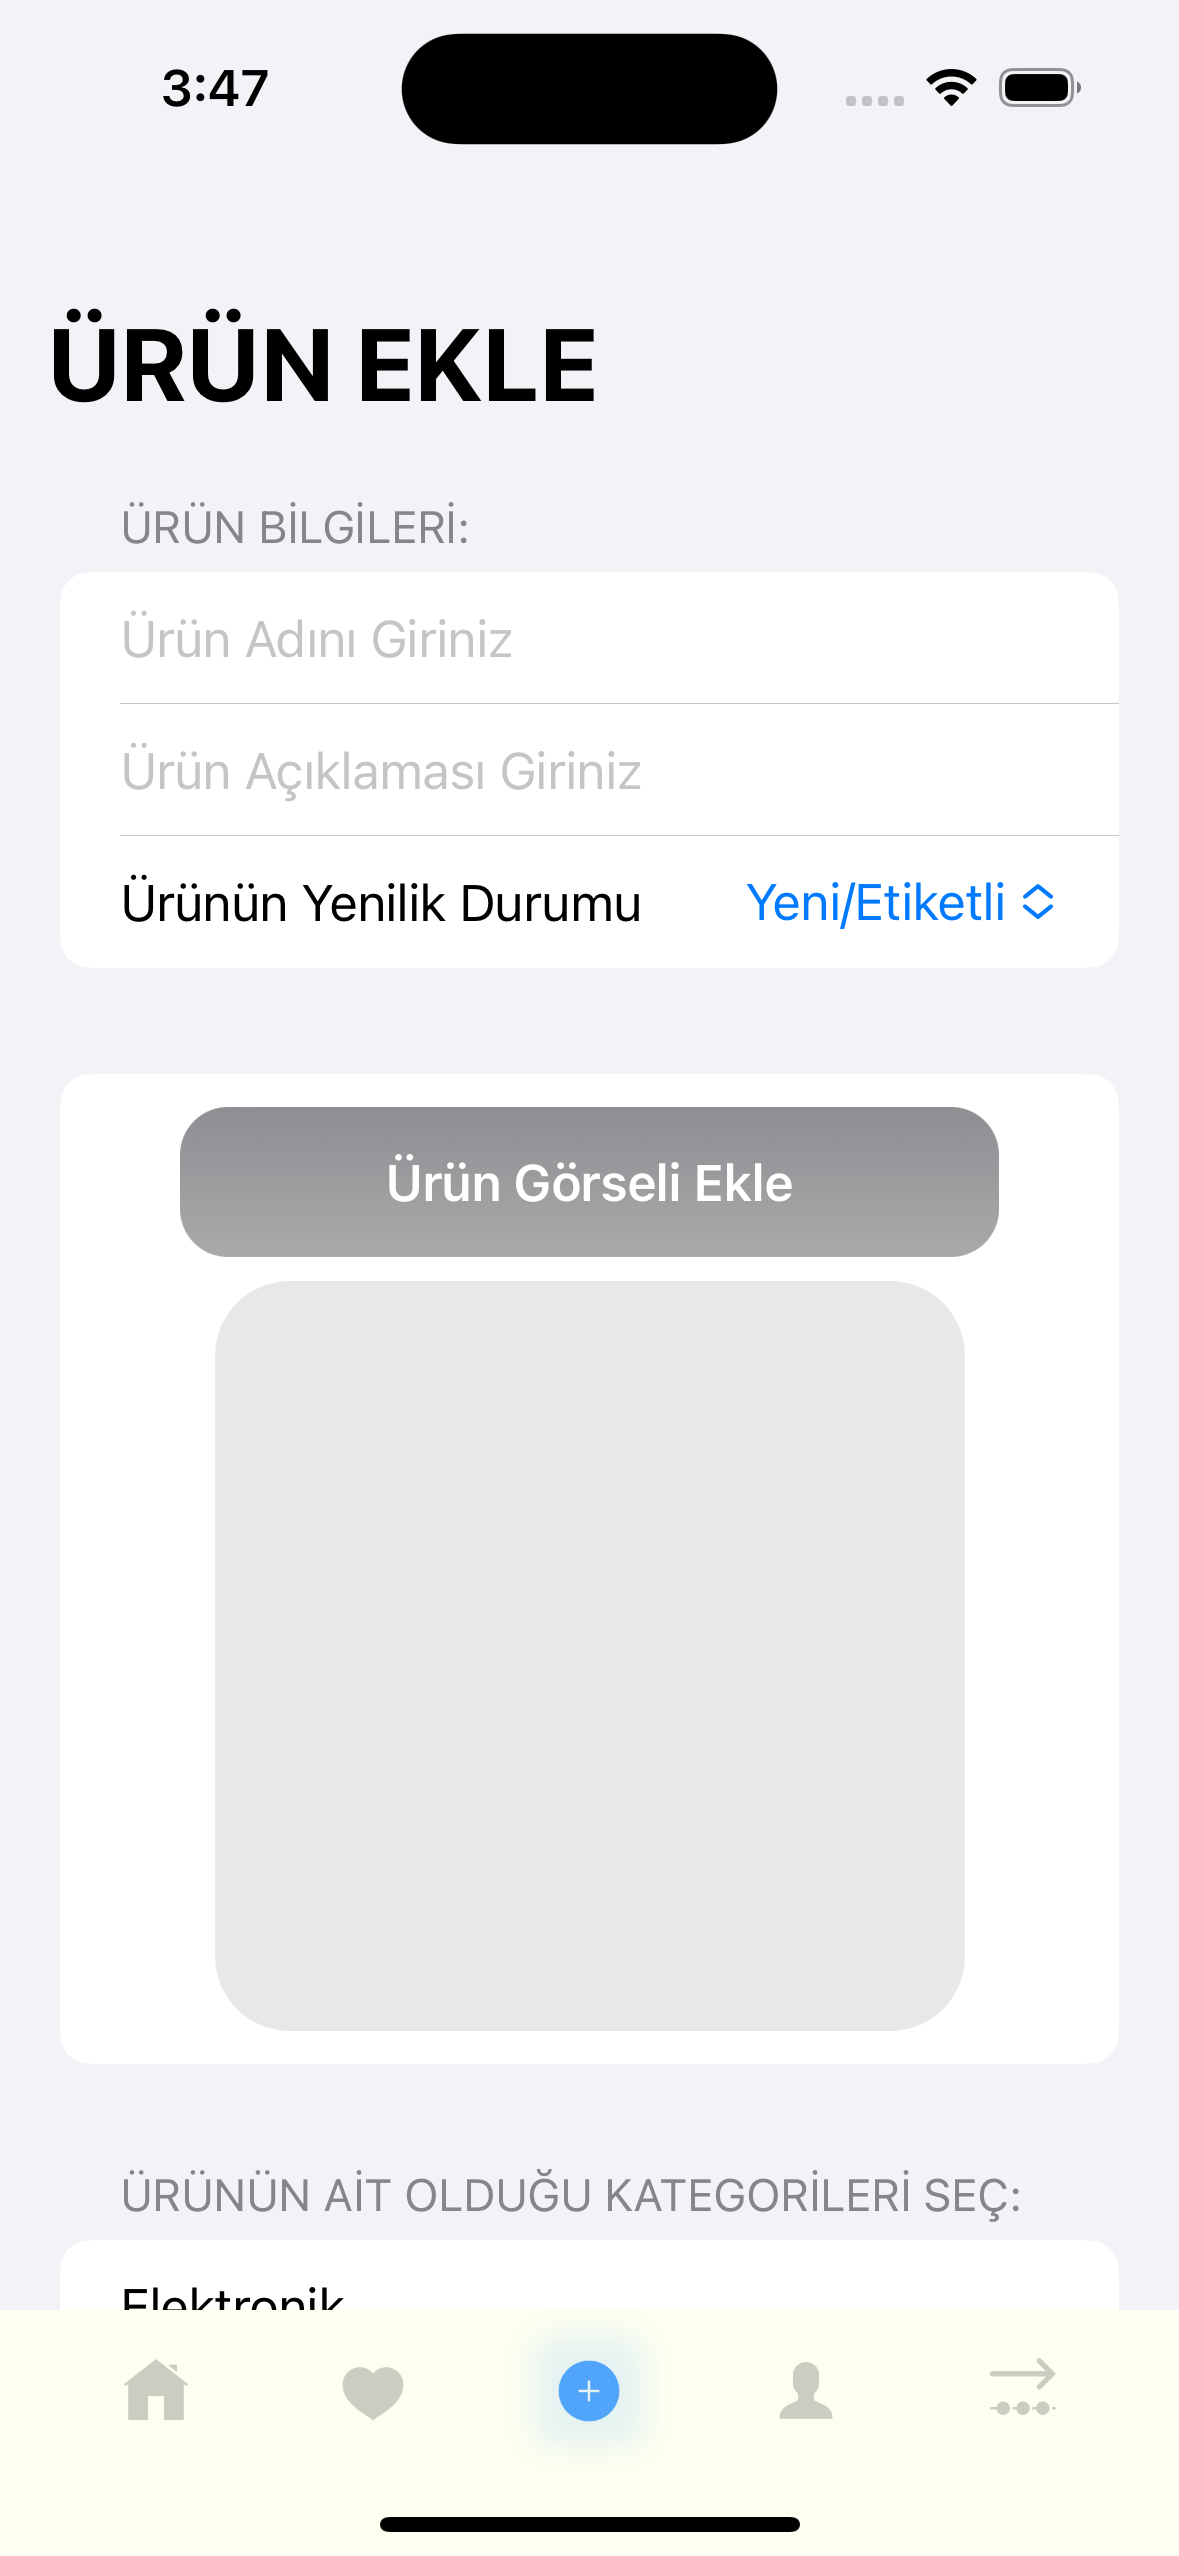 3:47
ÜRÜN EKLE
ÜRÜN BİLGİLERİ:
Ürün Adını Giriniz
Ürün Açıklaması Giriniz
Ürünün Yenilik Durumu Yeni/Etiketli
Ürün Görseli Ekle
ÜRÜNÜN AİT OLDUĞU KATEGORİLERİ SEÇ:
Elektronik